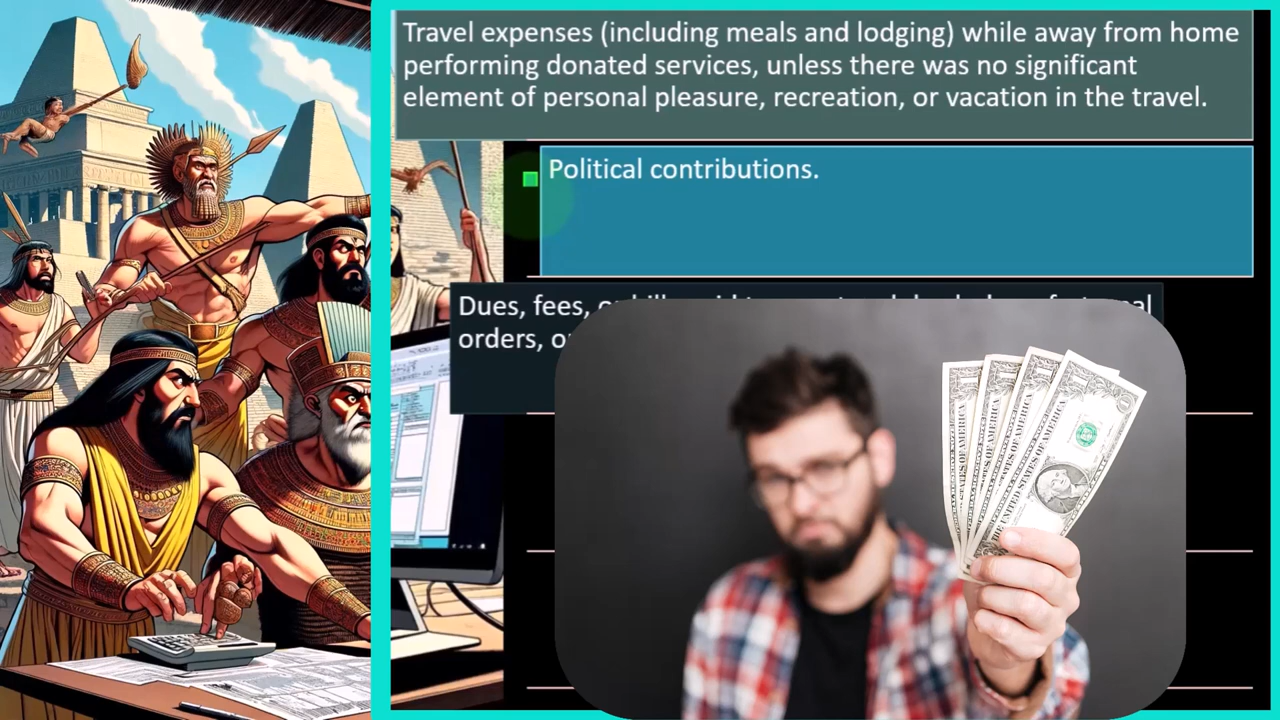 Travel expenses (including meals and lodging) while away from home
performing donated services, unless there was no significant
element of personal pleasure, recreation, or vacation in the travel.
Political contributions.
Dues, fees,
orders,